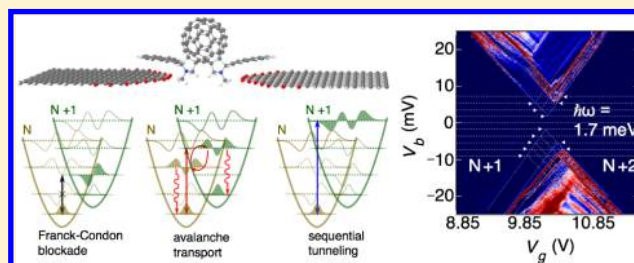 N
N+1
Franck-Condon
blockade
N
N+1
avalanche
transport
N
N+1
sequential
tunneling
V_b (mV)
20
10
0
-10
-20
ℏω =
1.7 meV
N+1
N+2
8.85
9.85
10.85
V_g (V)